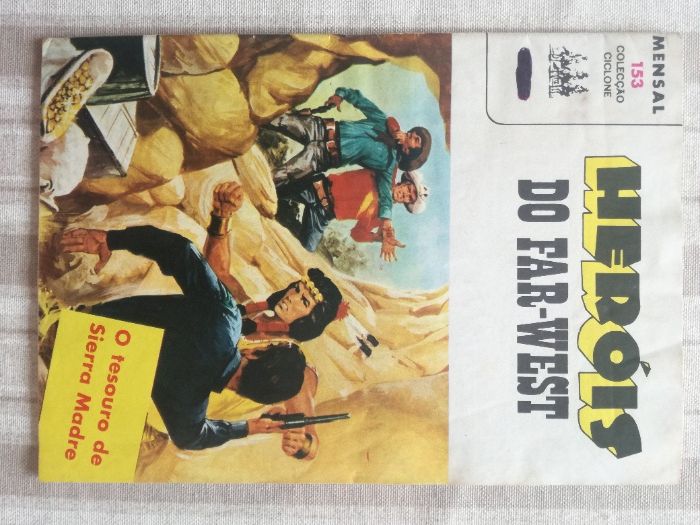 MENSAL
153
COLECÇÃO
CICLONE
HERÓIS
DO FAR-WEST
O tesouro de
Sierra Madre